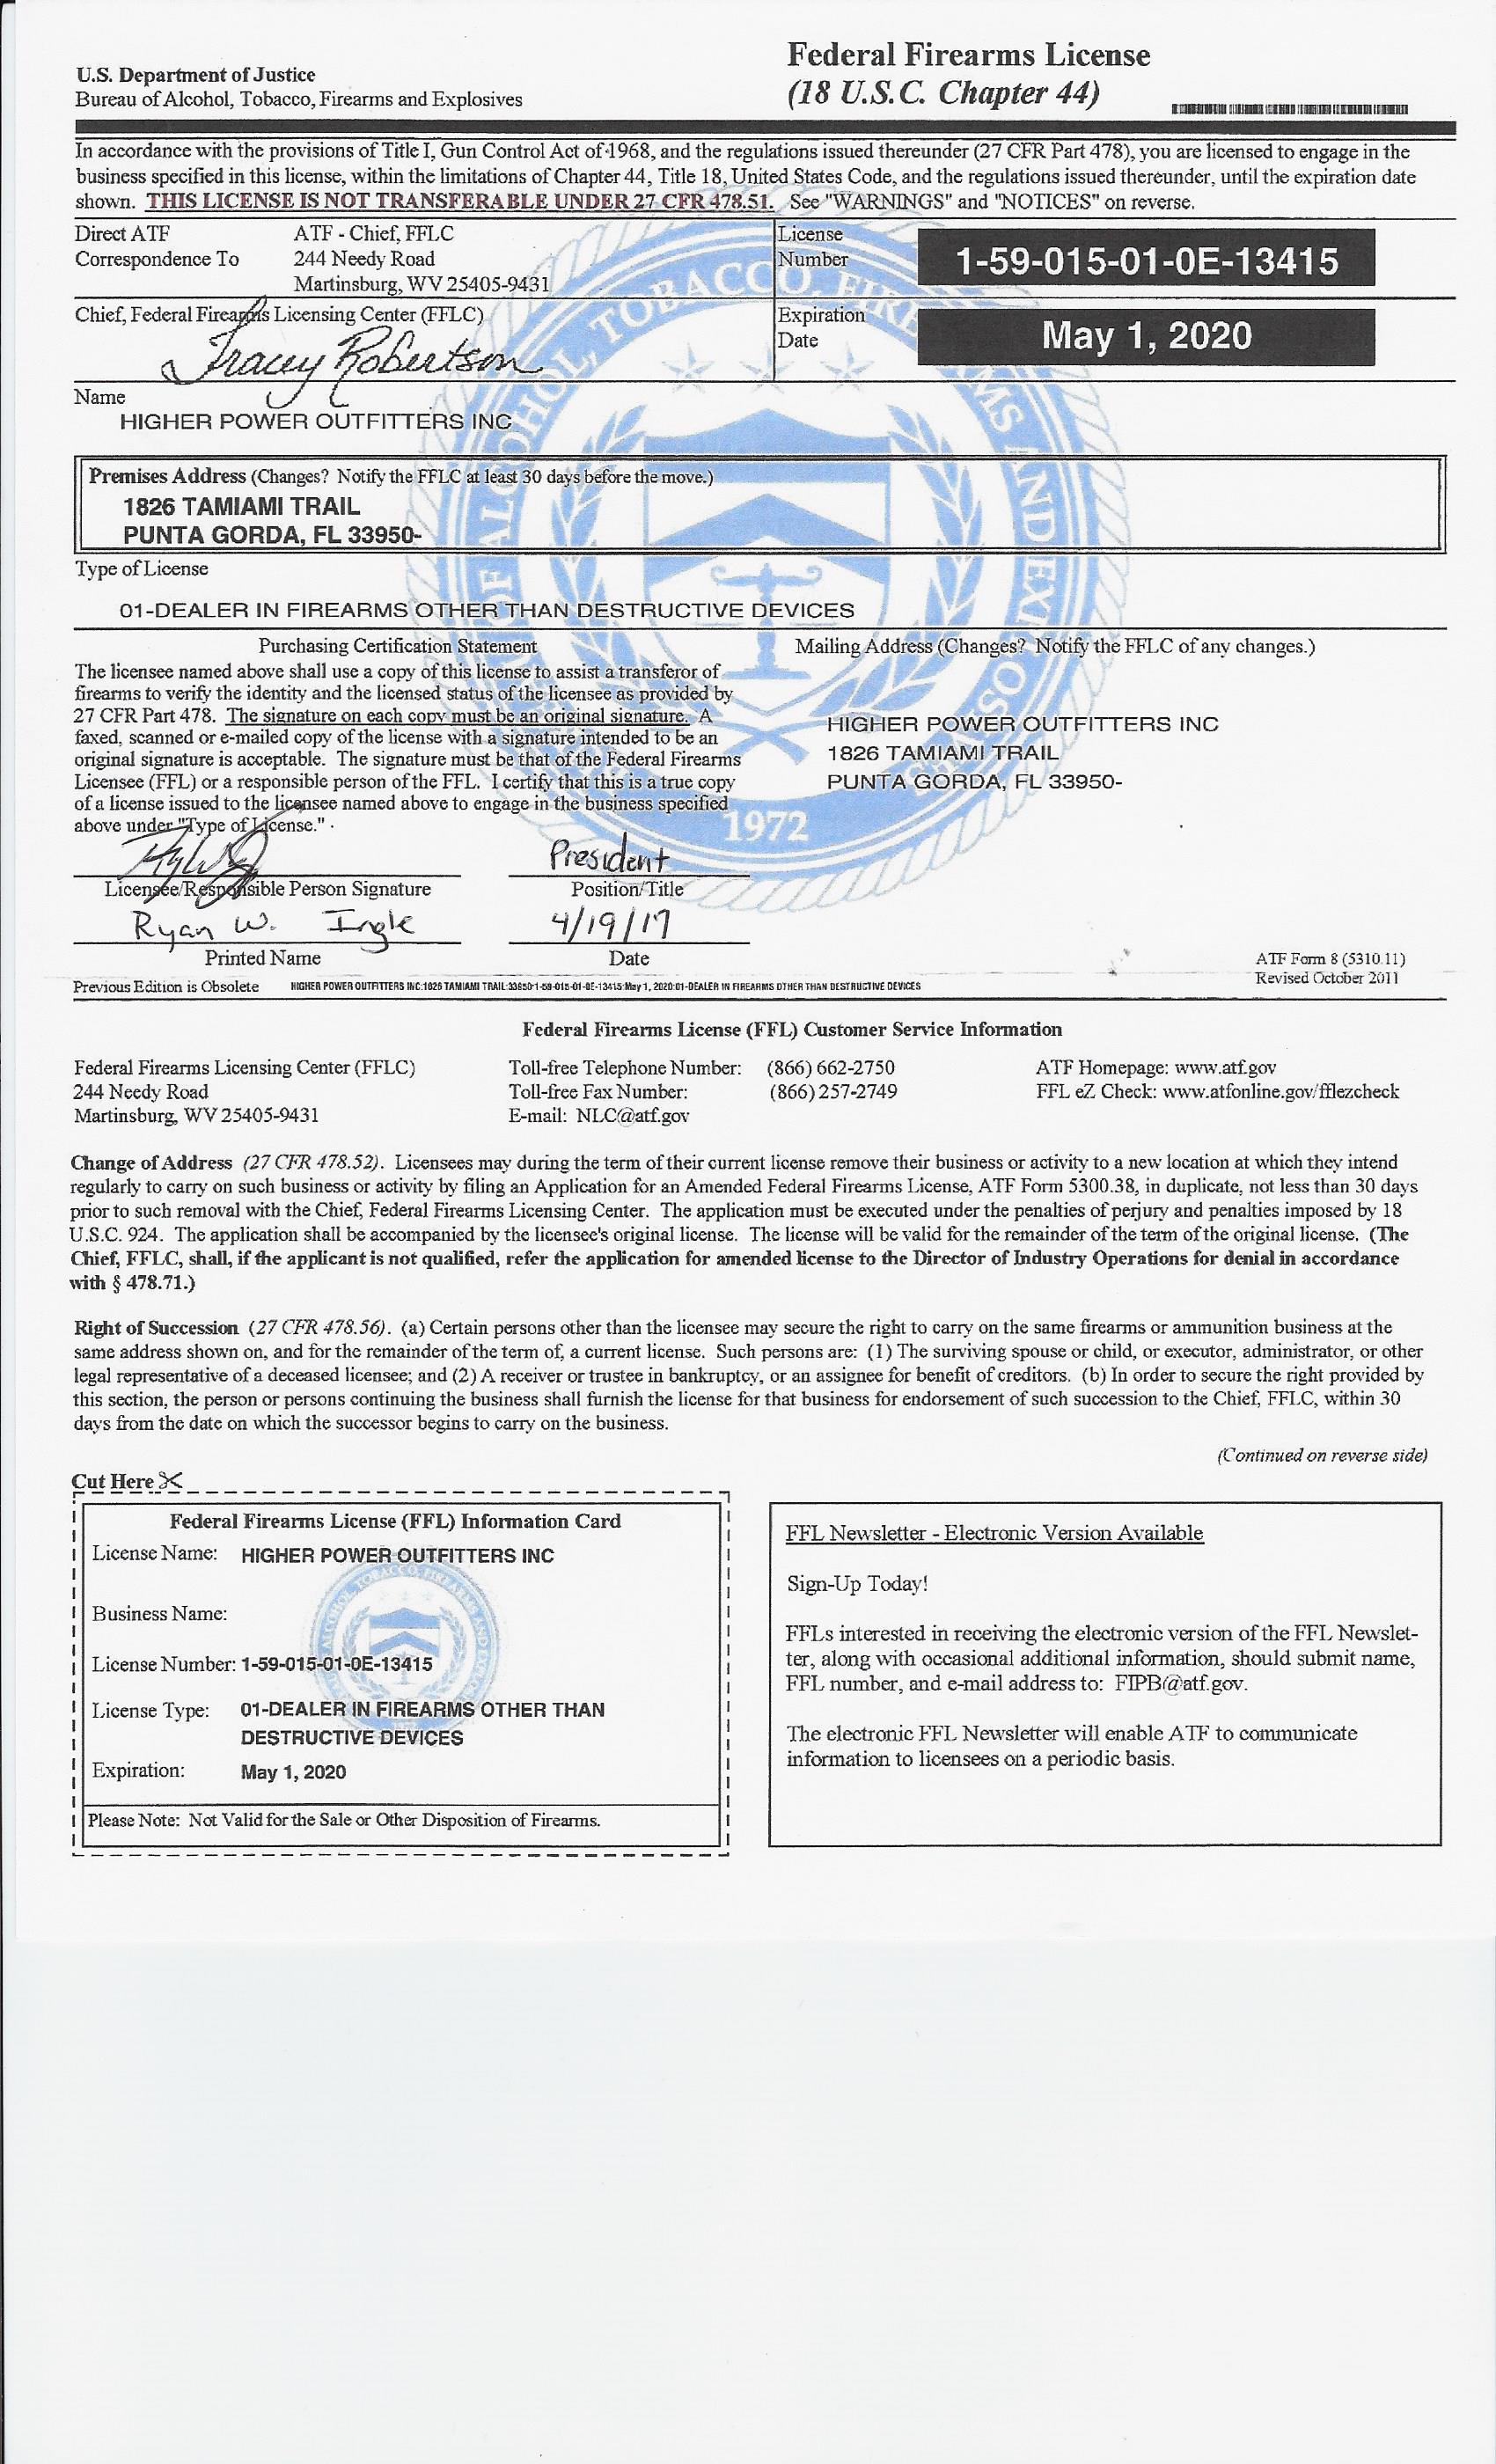 U.S. Department of Justice
Bureau of Alcohol, Tobacco, Firearms and Explosives
Federal Firearms License
(18 U.S.C. Chapter 44)
In accordance with the provisions of Title I, Gun Control Act of 1968, and the regulations issued thereunder (27 CFR Part 478), you are licensed to engage in the
business specified in this license, within the limitations of Chapter 44, Title 18, United States Code, and the regulations issued thereunder, until the expiration date
shown. THIS LICENSE IS NOT TRANSFERABLE UNDER 27 CFR 478.51. See "WARNINGS" and "NOTICES" on reverse.
Direct ATF
Correspondence To
ATF - Chief, FFLC
244 Needy Road
Martinsburg, WV 25405-9431
License
Number
1-59-015-01-0E-13415
Chief, Federal Firearms Licensing Center (FFLC)
Tracey Robertson
Expiration
Date
May 1, 2020
Name
HIGHER POWER OUTFITTERS INC
Premises Address (Changes? Notify the FFLC at least 30 days before the move.)
1826 TAMIAMI TRAIL
PUNTA GORDA, FL 33950-
Type of License
01-DEALER IN FIREARMS OTHER THAN DESTRUCTIVE DEVICES
Purchasing Certification Statement
The licensee named above shall use a copy of this license to assist a transferor of
firearms to verify the identity and the licensed status of the licensee as provided by
27 CFR Part 478. The signature on each copy must be an original signature. A
faxed, scanned or e-mailed copy of the license with a signature intended to be an
original signature is acceptable. The signature must be that of the Federal Firearms
Licensee (FFL) or a responsible person of the FFL. I certify that this is a true copy
of a license issued to the licensee named above to engage in the business specified
above under "Type of License."
Mailing Address (Changes? Notify the FFLC of any changes.)
HIGHER POWER OUTFITTERS INC
1826 TAMIAMI TRAIL
PUNTA GORDA, FL 33950-
1972
President
Licensee/Responsible Person Signature
Position/Title
Ryan W. Ingle
4/19/17
Printed Name
Date
ATF Form 8 (5310.11)
Revised October 2011
Previous Edition is Obsolete
HIGHER POWER OUTFITTERS INC:1826 TAMIAMI TRAIL:33950:1-59-015-01-0E-13415:May 1, 2020:01-DEALER IN FIREARMS OTHER THAN DESTRUCTIVE DEVICES
Federal Firearms License (FFL) Customer Service Information
Federal Firearms Licensing Center (FFLC)
244 Needy Road
Martinsburg, WV 25405-9431
Toll-free Telephone Number: (866) 662-2750
Toll-free Fax Number: (866) 257-2749
E-mail: NLC@atf.gov
ATF Homepage: www.atf.gov
FFL eZ Check: www.atfonline.gov/fflezcheck
Change of Address (27 CFR 478.52). Licensees may during the term of their current license remove their business or activity to a new location at which they intend
regularly to carry on such business or activity by filing an Application for an Amended Federal Firearms License, ATF Form 5300.38, in duplicate, not less than 30 days
prior to such removal with the Chief, Federal Firearms Licensing Center. The application must be executed under the penalties of perjury and penalties imposed by 18
U.S.C. 924. The application shall be accompanied by the licensee's original license. The license will be valid for the remainder of the term of the original license. (The
Chief, FFLC, shall, if the applicant is not qualified, refer the application for amended license to the Director of Industry Operations for denial in accordance
with § 478.71.)
Right of Succession (27 CFR 478.56). (a) Certain persons other than the licensee may secure the right to carry on the same firearms or ammunition business at the
same address shown on, and for the remainder of the term of, a current license. Such persons are: (1) The surviving spouse or child, or executor, administrator, or other
legal representative of a deceased licensee; and (2) A receiver or trustee in bankruptcy, or an assignee for benefit of creditors. (b) In order to secure the right provided by
this section, the person or persons continuing the business shall furnish the license for that business for endorsement of such succession to the Chief, FFLC, within 30
days from the date on which the successor begins to carry on the business.
(Continued on reverse side)
Cut Here
Federal Firearms License (FFL) Information Card
License Name: HIGHER POWER OUTFITTERS INC
Business Name:
License Number: 1-59-015-01-0E-13415
License Type: 01-DEALER IN FIREARMS OTHER THAN
DESTRUCTIVE DEVICES
Expiration: May 1, 2020
Please Note: Not Valid for the Sale or Other Disposition of Firearms.
FFL Newsletter - Electronic Version Available
Sign-Up Today!
FFLs interested in receiving the electronic version of the FFL Newslet-
ter, along with occasional additional information, should submit name,
FFL number, and e-mail address to: FIPB@atf.gov.
The electronic FFL Newsletter will enable ATF to communicate
information to licensees on a periodic basis.